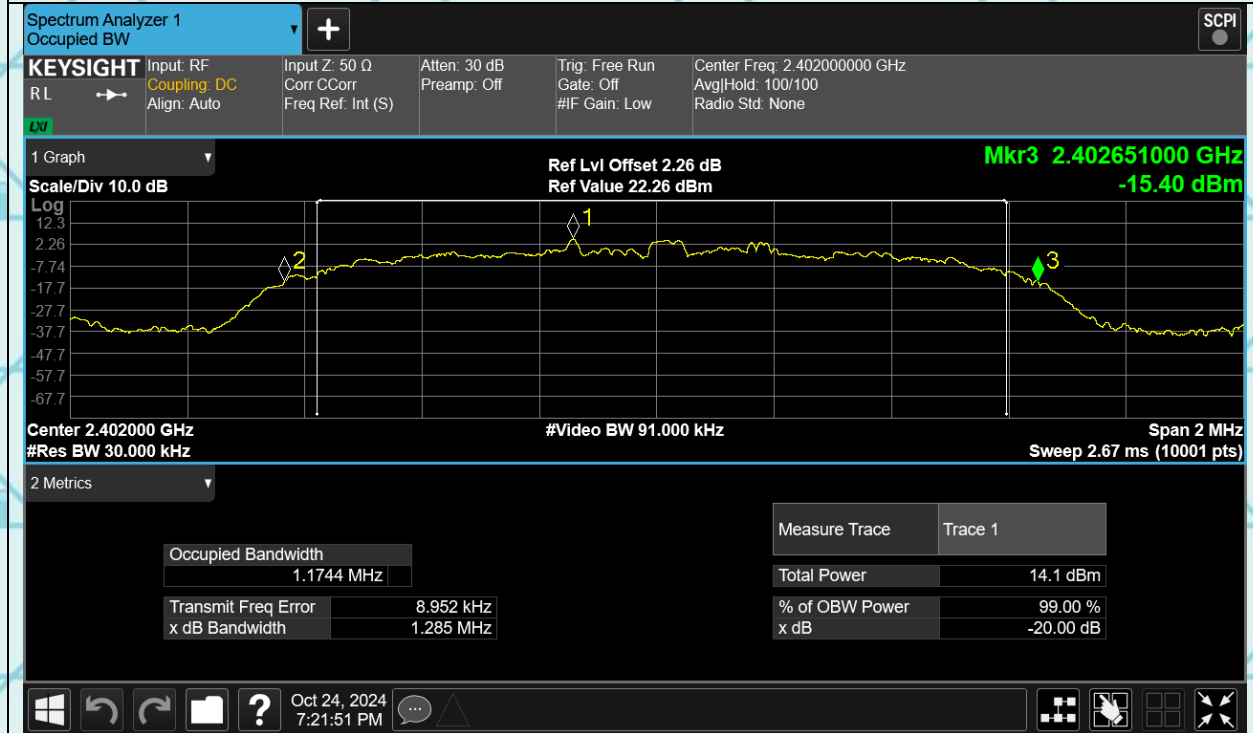 Spectrum Analyzer 1
Occupied BW
▼
+
SCPI
KEYSIGHT
R L
LXI
Input: RF
Coupling: DC
Align: Auto
Input Z: 50 Ω
Corr CCorr
Freq Ref: Int (S)
Atten: 30 dB
Preamp: Off
Trig: Free Run
Gate: Off
#IF Gain: Low
Center Freq: 2.402000000 GHz
Avg|Hold: 100/100
Radio Std: None
1 Graph ▼
Scale/Div 10.0 dB
Ref Lvl Offset 2.26 dB
Ref Value 22.26 dBm
Mkr3 2.402651000 GHz
-15.40 dBm
Log
12.3
2.26
-7.74
-17.7
-27.7
-37.7
-47.7
-57.7
-67.7
1
2
3
Center 2.402000 GHz
#Res BW 30.000 kHz
#Video BW 91.000 kHz
Span 2 MHz
Sweep 2.67 ms (10001 pts)
2 Metrics ▼
Measure Trace Trace 1
Occupied Bandwidth
1.1744 MHz
Total Power 14.1 dBm
Transmit Freq Error 8.952 kHz
% of OBW Power 99.00 %
x dB Bandwidth 1.285 MHz
x dB -20.00 dB
?
Oct 24, 2024
7:21:51 PM